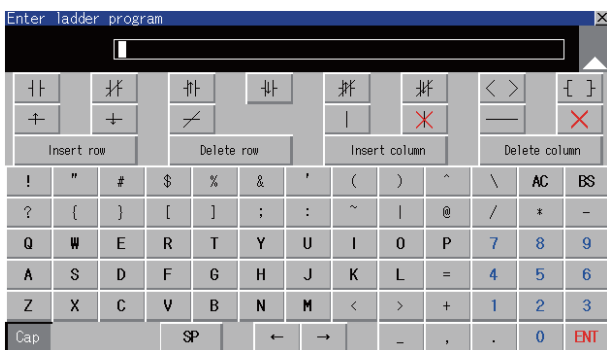 Enter ladder program
Insert row Delete row Insert column Delete column
! " # $ % & ' ( ) ^ \ AC BS
? { } [ ] ; : ~ | @ / * -
Q W E R T Y U I O P 7 8 9
A S D F G H J K L = 4 5 6
Z X C V B N M < > + 1 2 3
Cap SP ← → _ , . 0 ENT